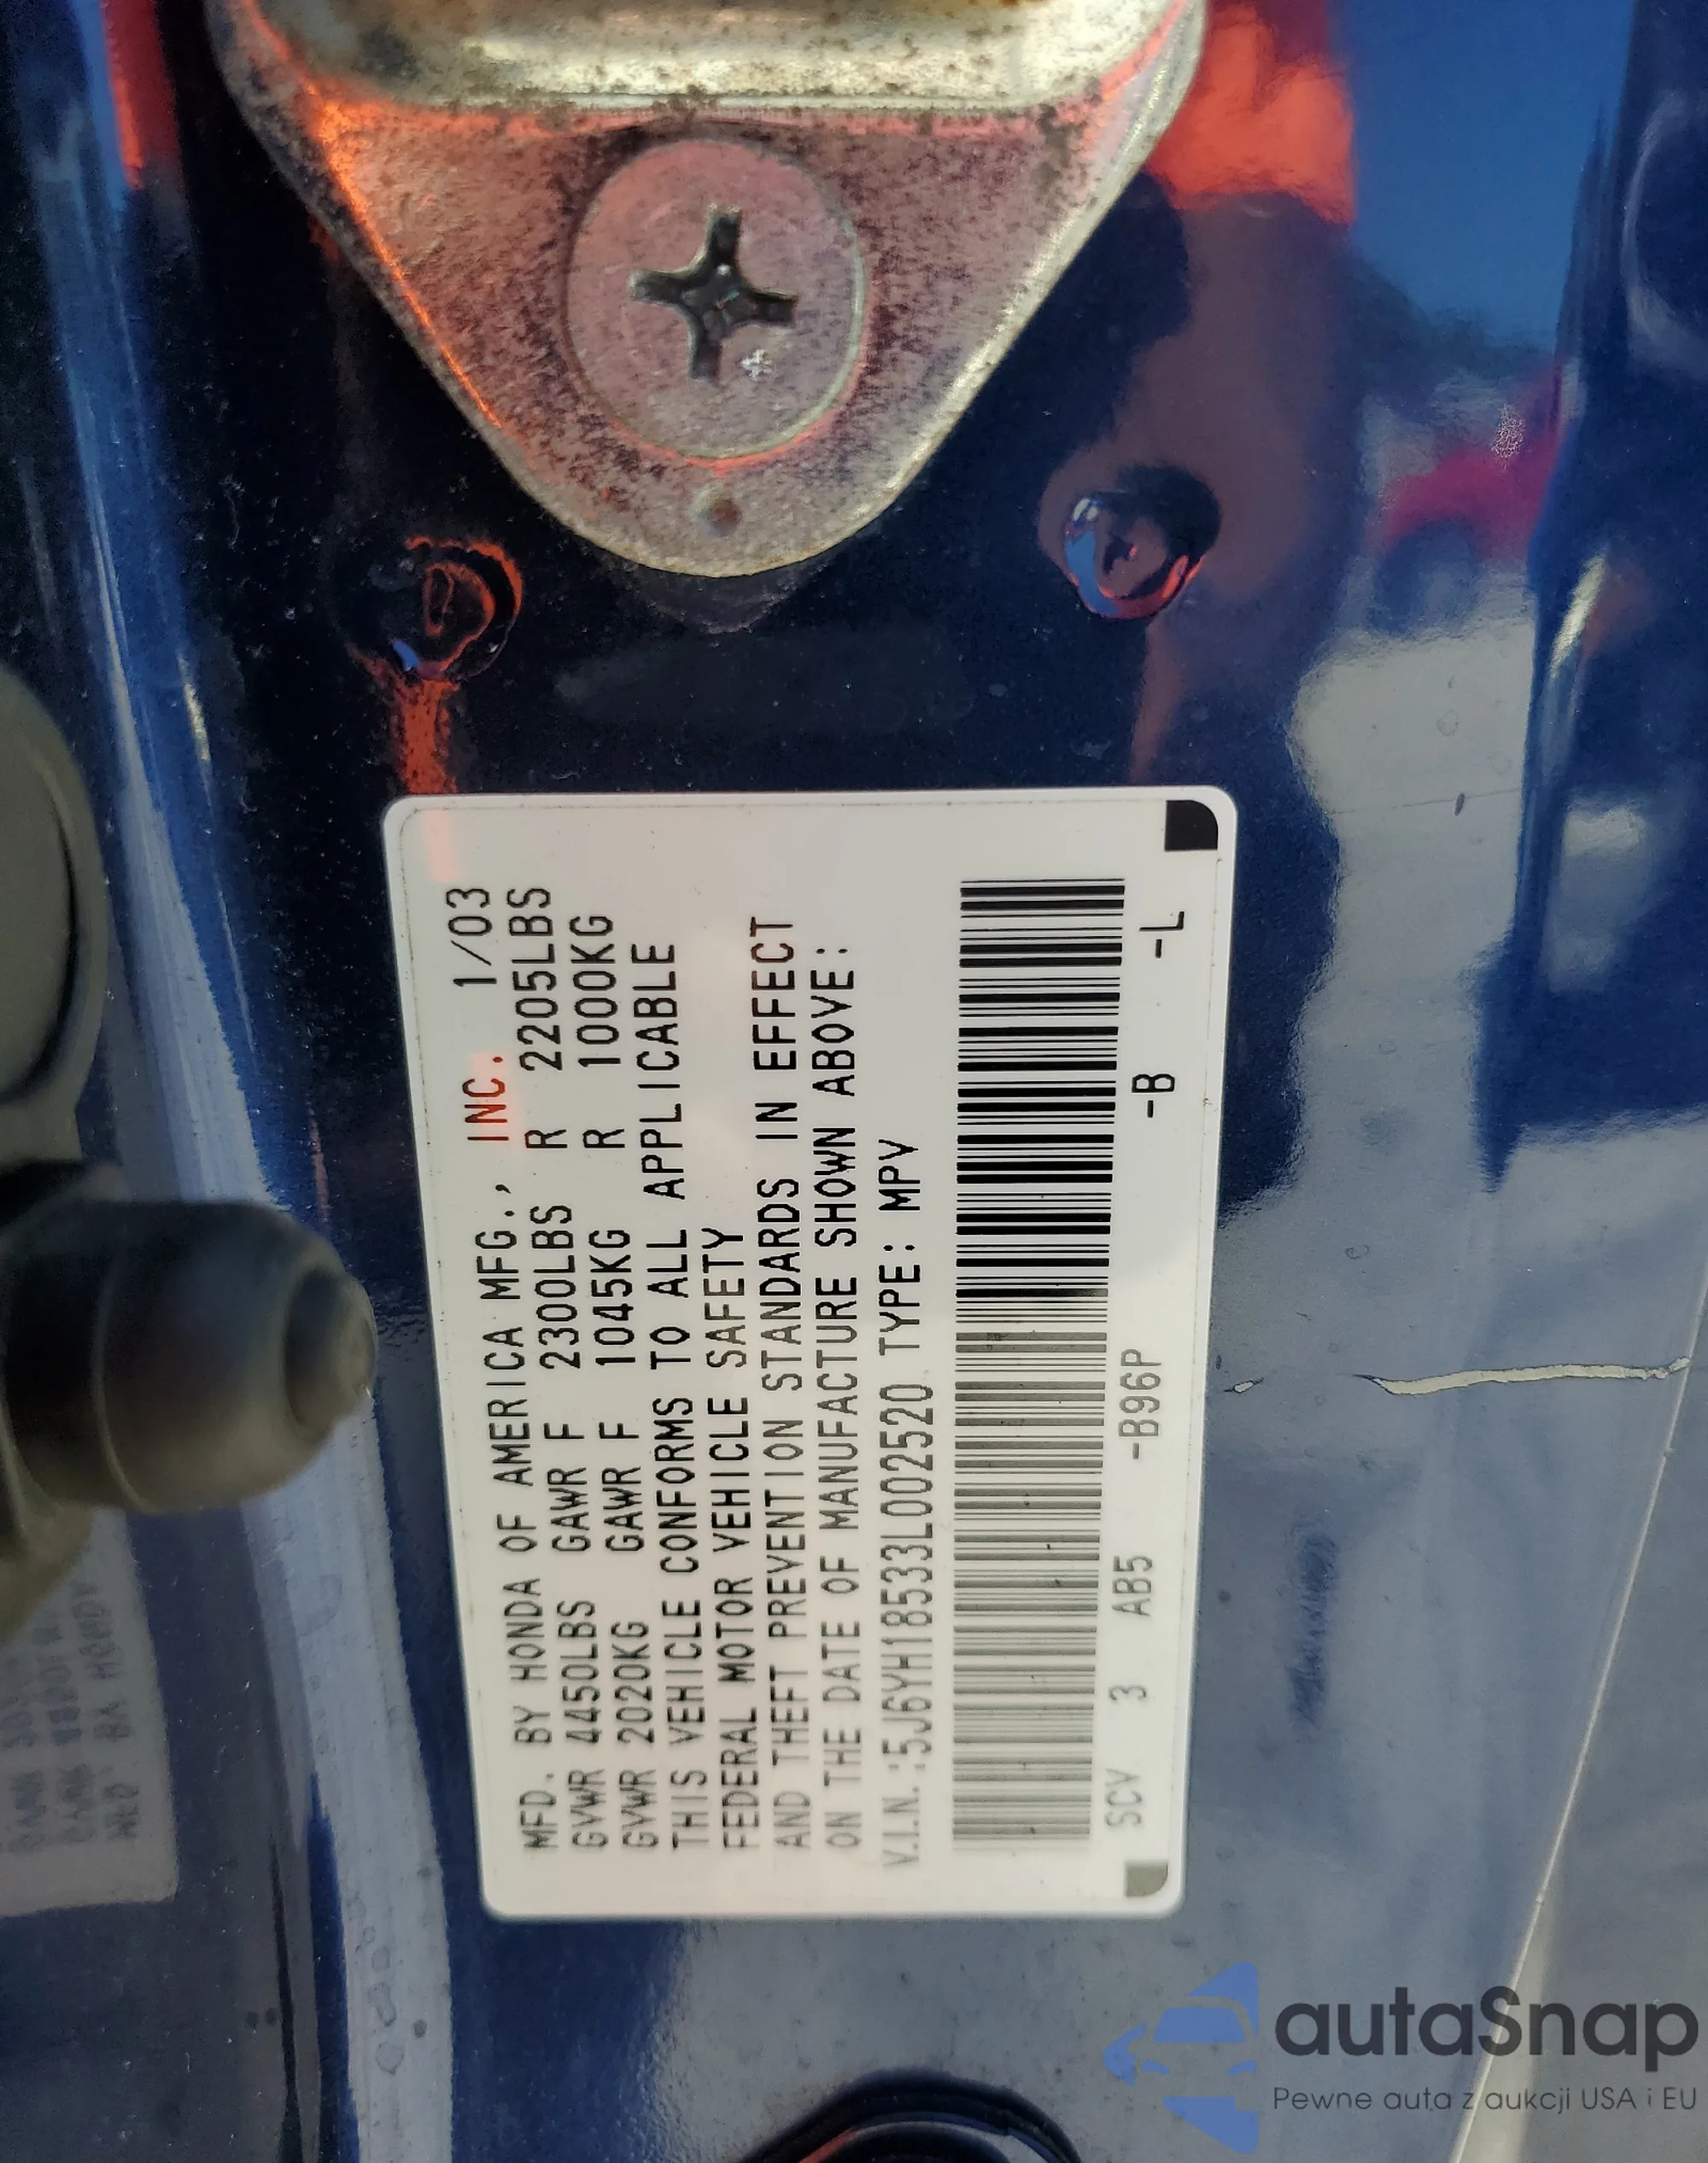 MFD. BY HONDA OF AMERICA MFG., INC. 1/03
GVWR 4450LBS GAWR F 2300LBS R 2205LBS
GVWR 2020KG GAWR F 1045KG R 1000KG
THIS VEHICLE CONFORMS TO ALL APPLICABLE
FEDERAL MOTOR VEHICLE SAFETY
AND THEFT PREVENTION STANDARDS IN EFFECT
ON THE DATE OF MANUFACTURE SHOWN ABOVE:
V.I.N.:5J6YH18533L002520 TYPE: MPV
SCV 3 AB5 -B96P -B -L
autaSnap
Pewne auta z aukcji USA i EU